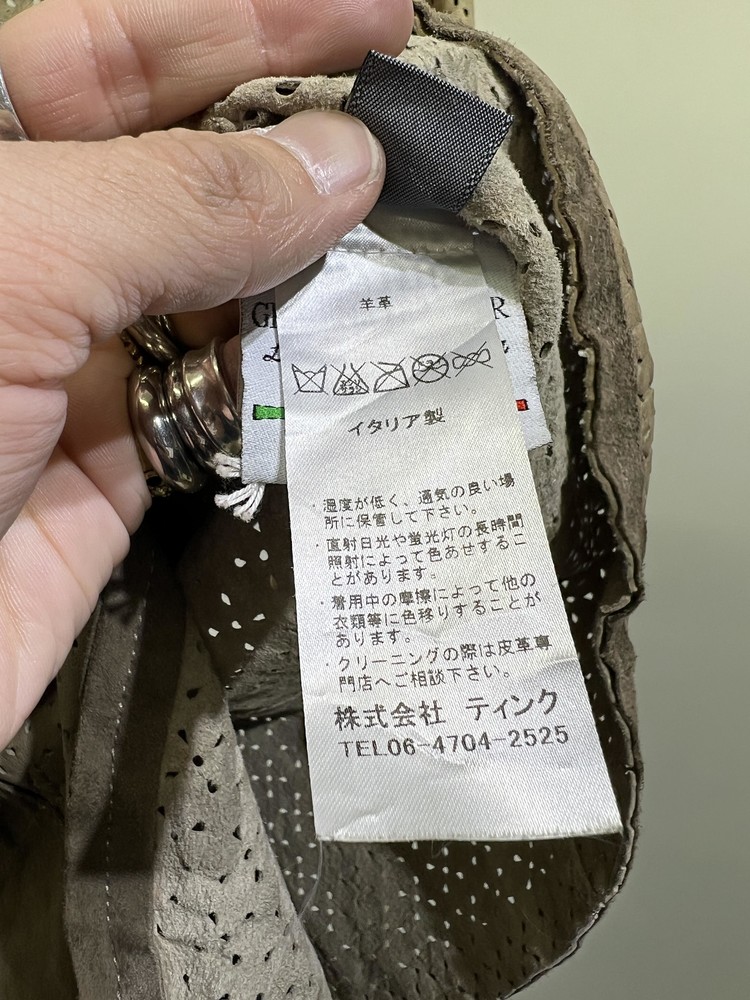 羊革
イタリア製
・温度が低く、通気の良い場
所に保管して下さい。
・直射日光や蛍光灯の長時間
照射によって色あせするこ
とがあります。
・着用中の摩擦によって他の
衣類等に色移りすることが
あります。
・クリーニングの際は皮革専
門店へご相談下さい。
株式会社 ティンク
TEL06-4704-2525